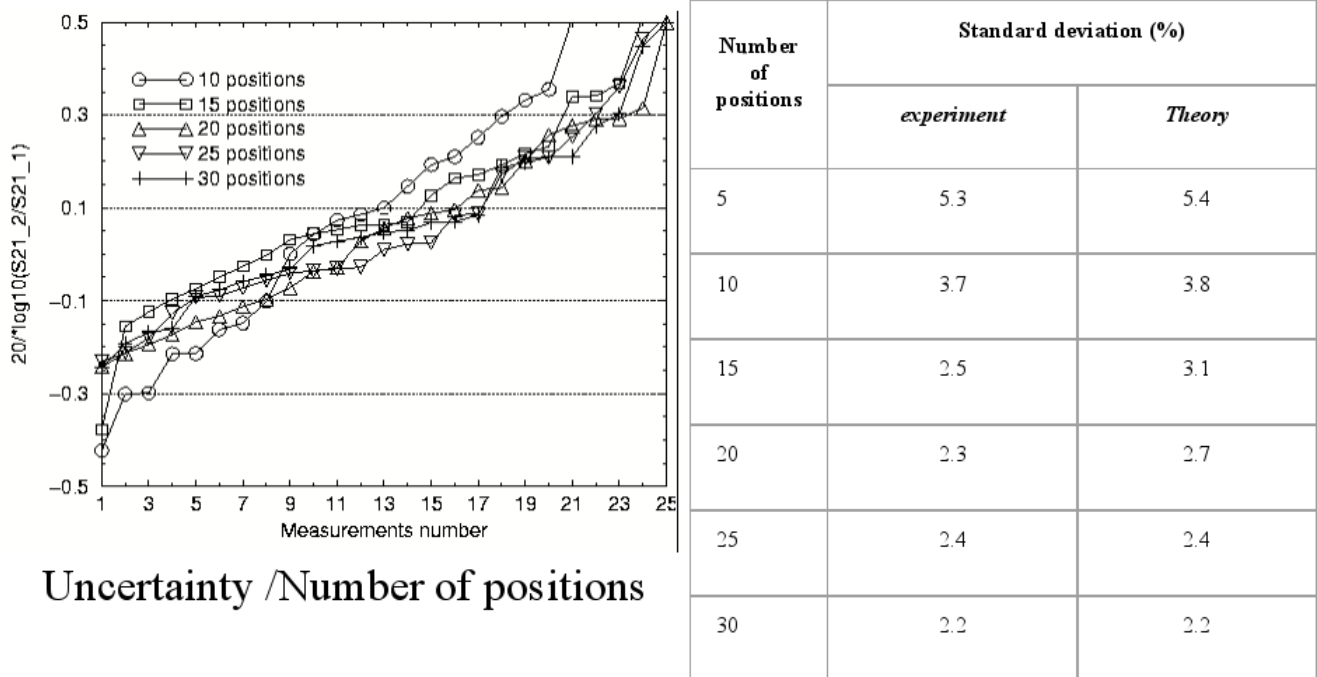 0.5
0.3
0.1
−0.1
−0.3
−0.5
20/*log10(S21_2/S21_1)
10 positions
15 positions
20 positions
25 positions
30 positions
1 3 5 7 9 11 13 15 17 19 21 23 25
Measurements number
Uncertainty /Number of positions
Number of positions
Standard deviation (%)
experiment Theory
5 5.3 5.4
10 3.7 3.8
15 2.5 3.1
20 2.3 2.7
25 2.4 2.4
30 2.2 2.2